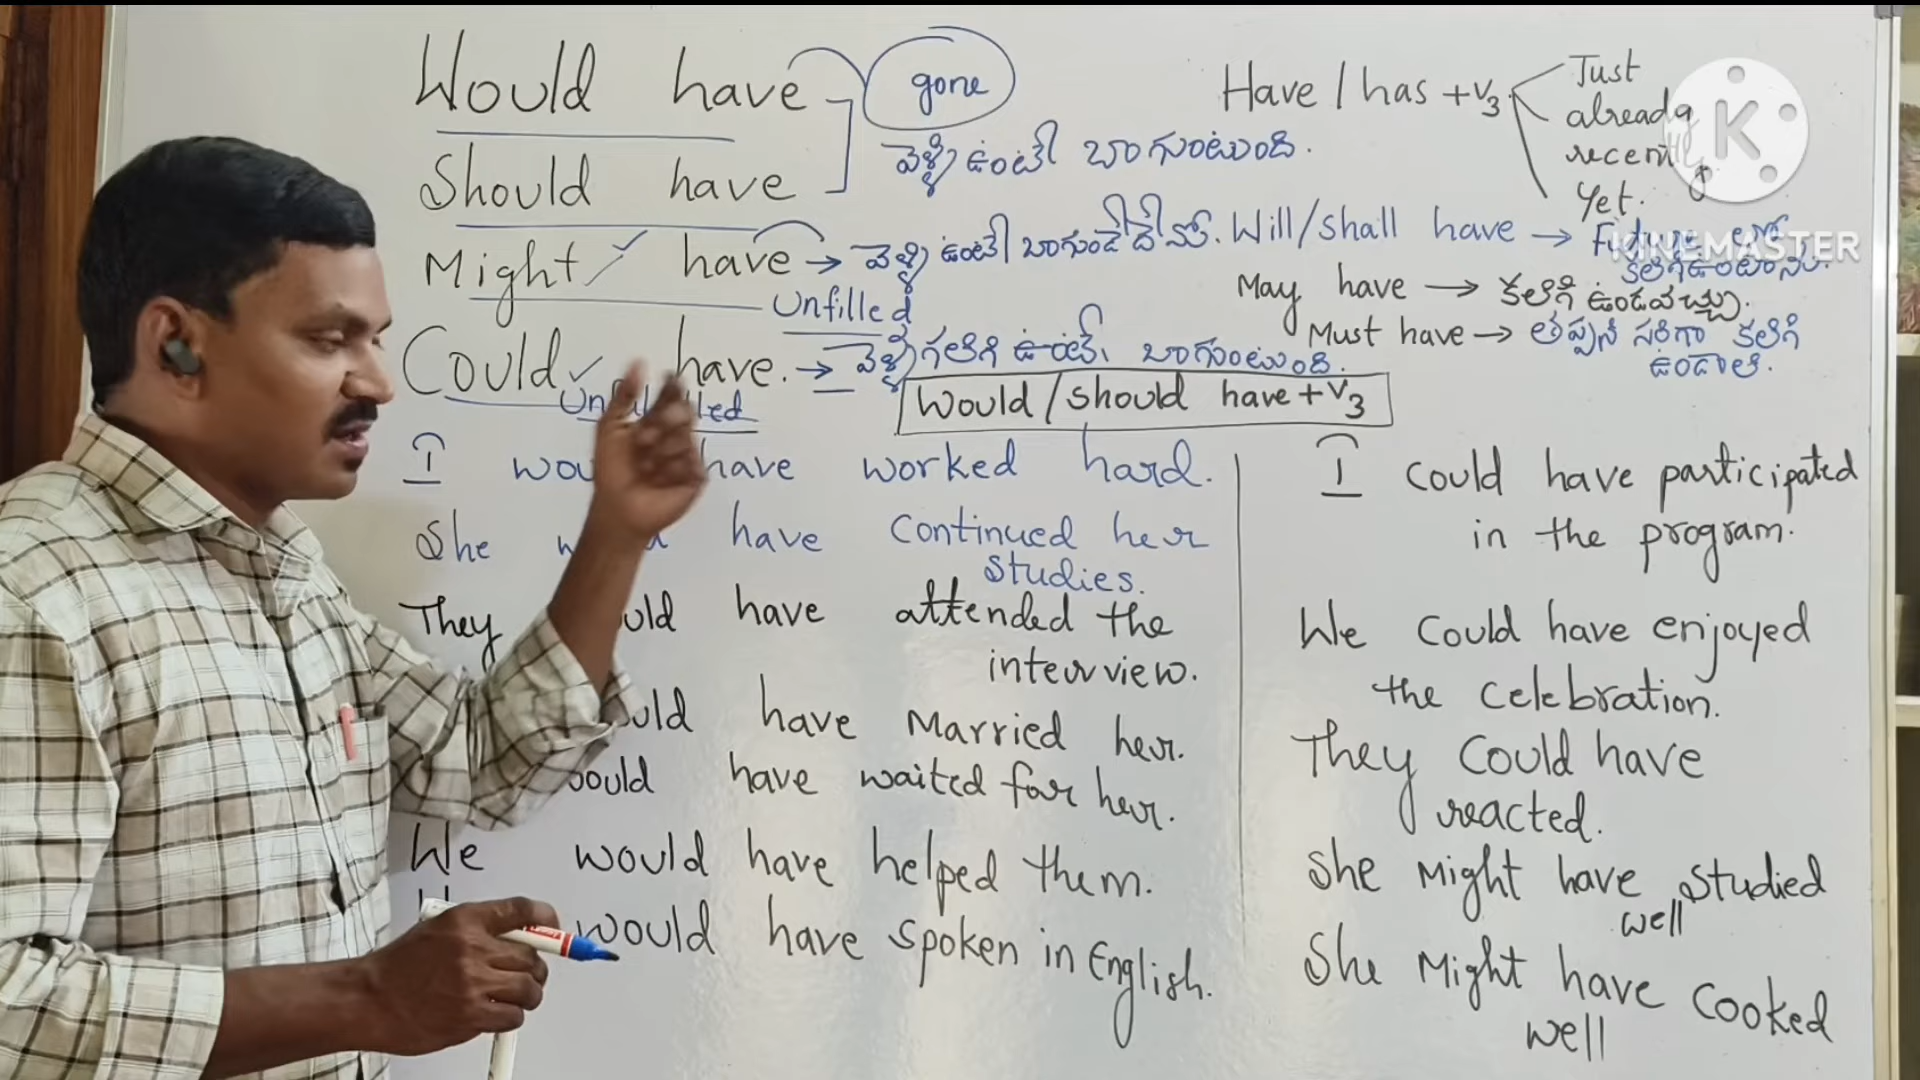 Would have gone
వెళ్ళి ఉంటే బాగుంటుంది.
Should have
Might have → వెళ్ళి ఉంటే బాగుండేదేమో.
Unfilled
Could have. → వెళ్ళగలిగి ఉంటే బాగుంటుంది.
Would/should have + V3
I have worked hard.
She have continued her
studies.
They have attended the
interview.
have Married her.
have waited for her.
We would have helped them.
would have spoken in English.
Have / has + V3
Just
already
recently
Yet.
Will/shall have → Future లో
కలిగిఉంటాను.
May have → కలిగి ఉండవచ్చు.
Must have → తప్పని సరిగా కలిగి
ఉండాలి.
KINEMASTER
I could have participated
in the program.
We could have enjoyed
the celebration.
They could have
reacted.
She Might have studied
well
She Might have cooked
well